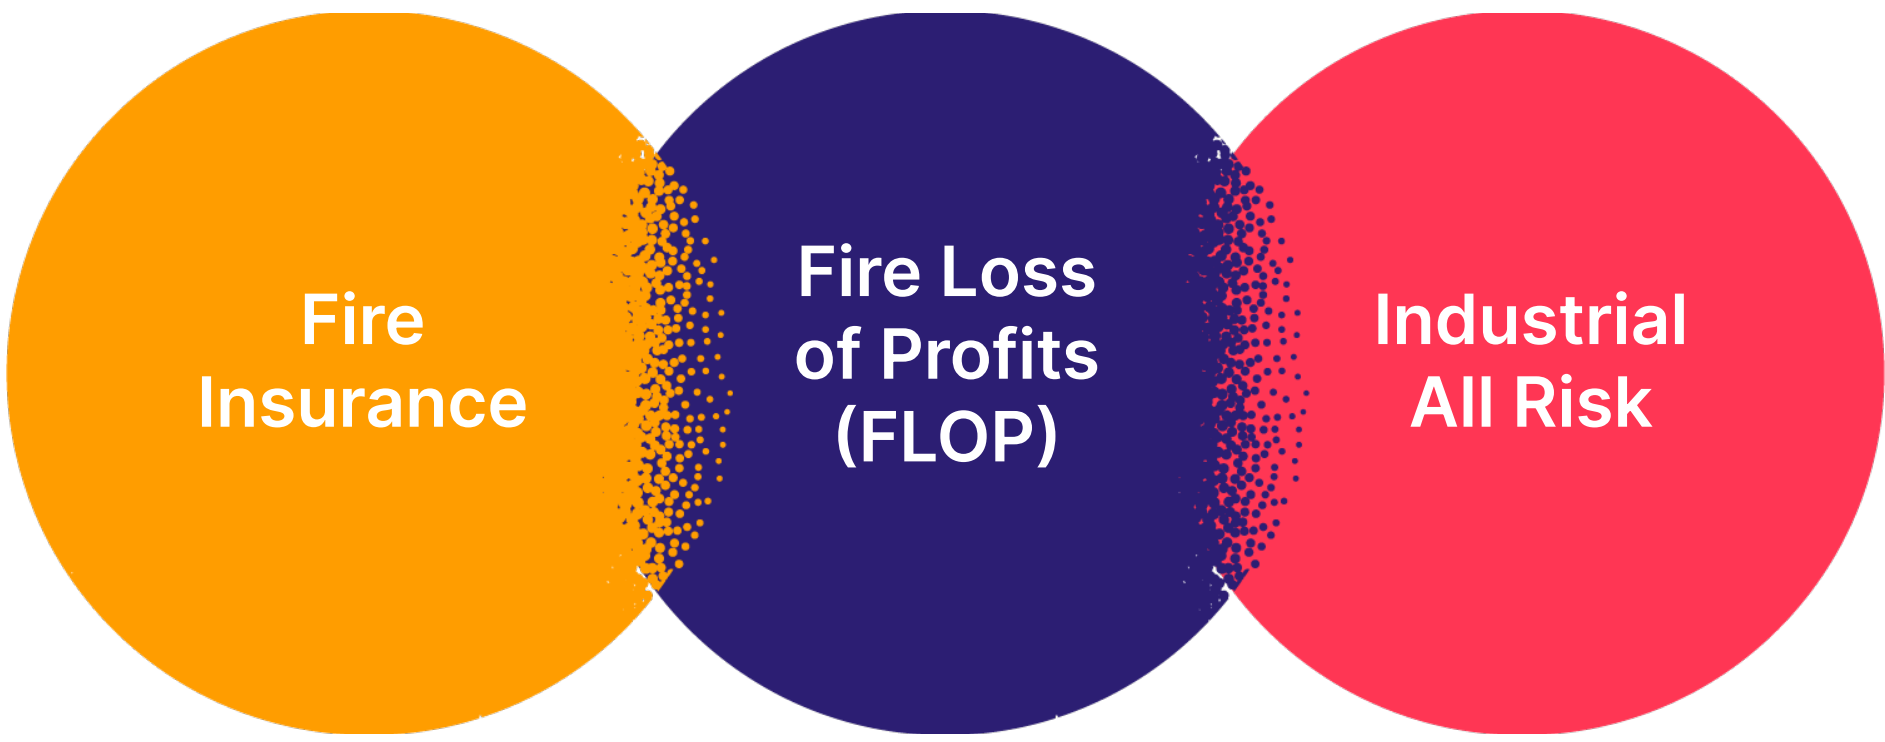 Fire
Insurance
Fire Loss
of Profits
(FLOP)
Industrial
All Risk